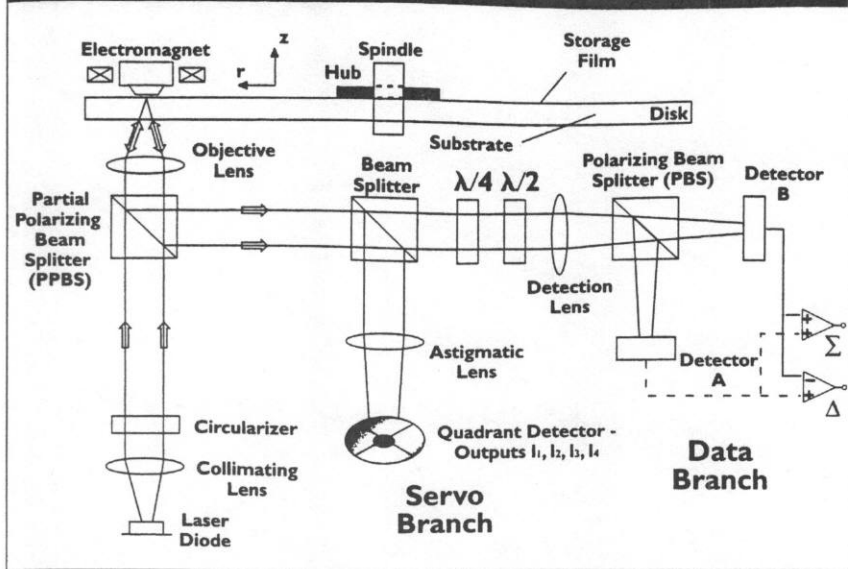 Electromagnet
z
r
Spindle
Hub
Storage
Film
Disk
Substrate
Objective
Lens
Beam
Splitter
λ/4
λ/2
Polarizing Beam
Splitter (PBS)
Detector
B
Partial
Polarizing
Beam
Splitter
(PPBS)
Detection
Lens
Astigmatic
Lens
Detector
A
+
+
Σ
−
+
Δ
Circularizer
Collimating
Lens
Quadrant Detector -
Outputs I₁, I₂, I₃, I₄
Data
Branch
Servo
Branch
Laser
Diode